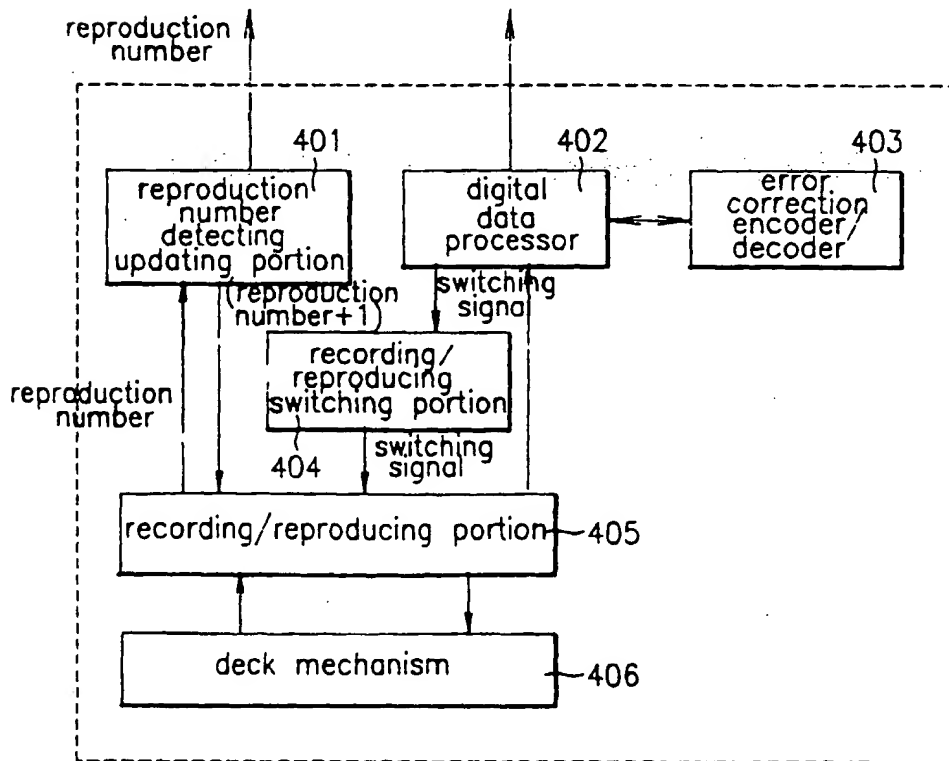 reproduction
number
401
402
403
reproduction
number
detecting
updating portion
digital
data
processor
error
correction
encoder/
decoder
(reproduction
number+1)
switching
signal
recording/
reproducing
switching portion
reproduction
number
404
switching
signal
recording/reproducing portion
405
deck mechanism
406